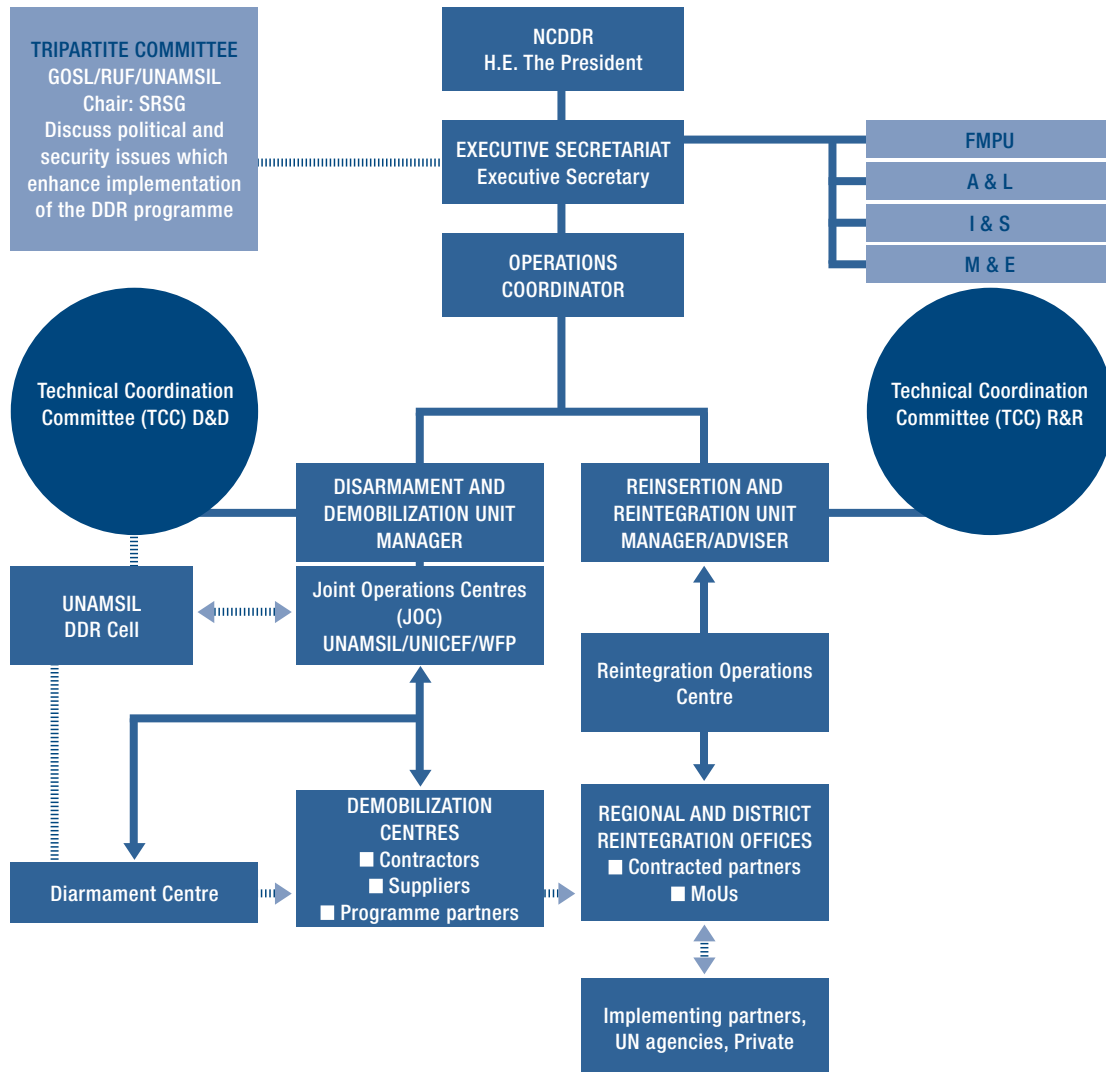 TRIPARTITE COMMITTEE
GOSL/RUF/UNAMSIL
Chair: SRSG
Discuss political and
security issues which
enhance implementation
of the DDR programme
NCDDR
H.E. The President
EXECUTIVE SECRETARIAT
Executive Secretary
FMPU
A & L
I & S
M & E
OPERATIONS
COORDINATOR
Technical Coordination
Committee (TCC) D&D
Technical Coordination
Committee (TCC) R&R
DISARMAMENT AND
DEMOBILIZATION UNIT
MANAGER
REINSERTION AND
REINTEGRATION UNIT
MANAGER/ADVISER
UNAMSIL
DDR Cell
Joint Operations Centres
(JOC)
UNAMSIL/UNICEF/WFP
Reintegration Operations
Centre
Diarmament Centre
DEMOBILIZATION
CENTRES
■ Contractors
■ Suppliers
■ Programme partners
REGIONAL AND DISTRICT
REINTEGRATION OFFICES
■ Contracted partners
■ MoUs
Implementing partners,
UN agencies, Private